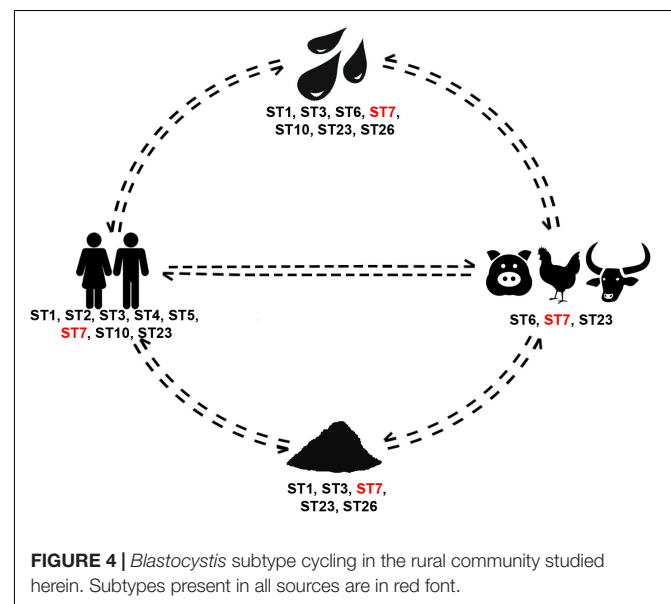 ST1, ST3, ST6, ST7,
ST10, ST23, ST26
ST1, ST2, ST3, ST4, ST5,
ST7, ST10, ST23
ST6, ST7, ST23
ST1, ST3, ST7,
ST23, ST26
FIGURE 4 | Blastocystis subtype cycling in the rural community studied
herein. Subtypes present in all sources are in red font.